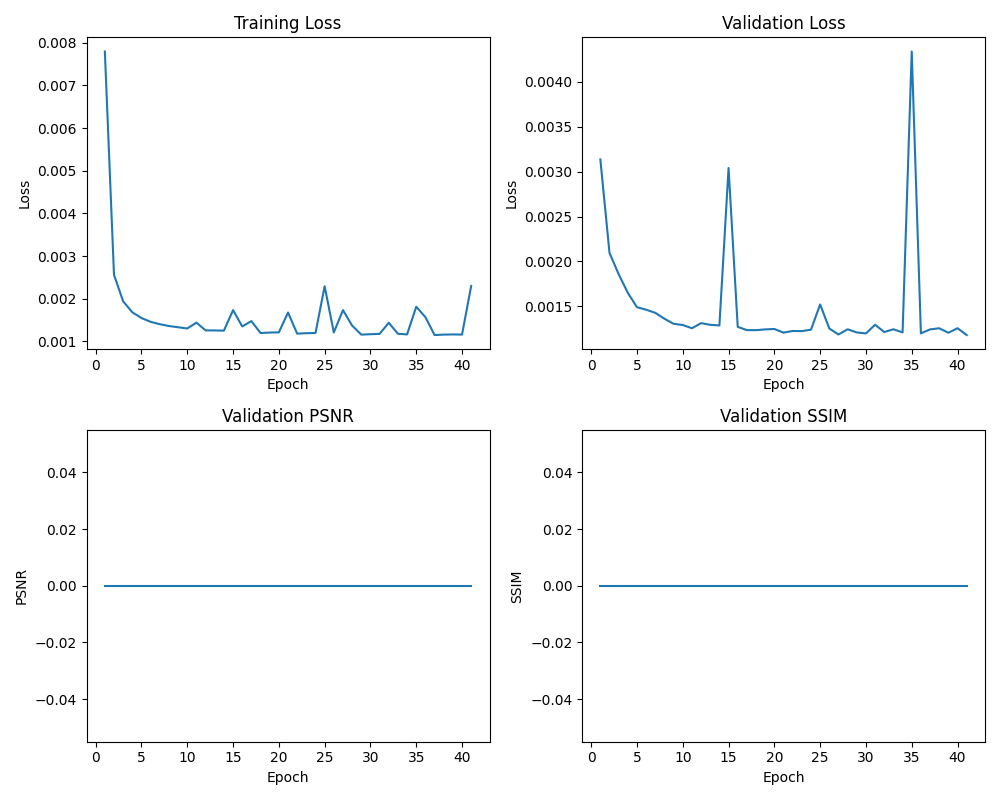 Training Loss
Validation Loss
0.008
0.007
0.006
0.005
0.004
0.003
0.002
0.001
Loss
0 5 10 15 20 25 30 35 40
Epoch
0.0040
0.0035
0.0030
0.0025
0.0020
0.0015
Loss
0 5 10 15 20 25 30 35 40
Epoch
Validation PSNR
Validation SSIM
0.04
0.02
0.00
−0.02
−0.04
PSNR
0 5 10 15 20 25 30 35 40
Epoch
0.04
0.02
0.00
−0.02
−0.04
SSIM
0 5 10 15 20 25 30 35 40
Epoch